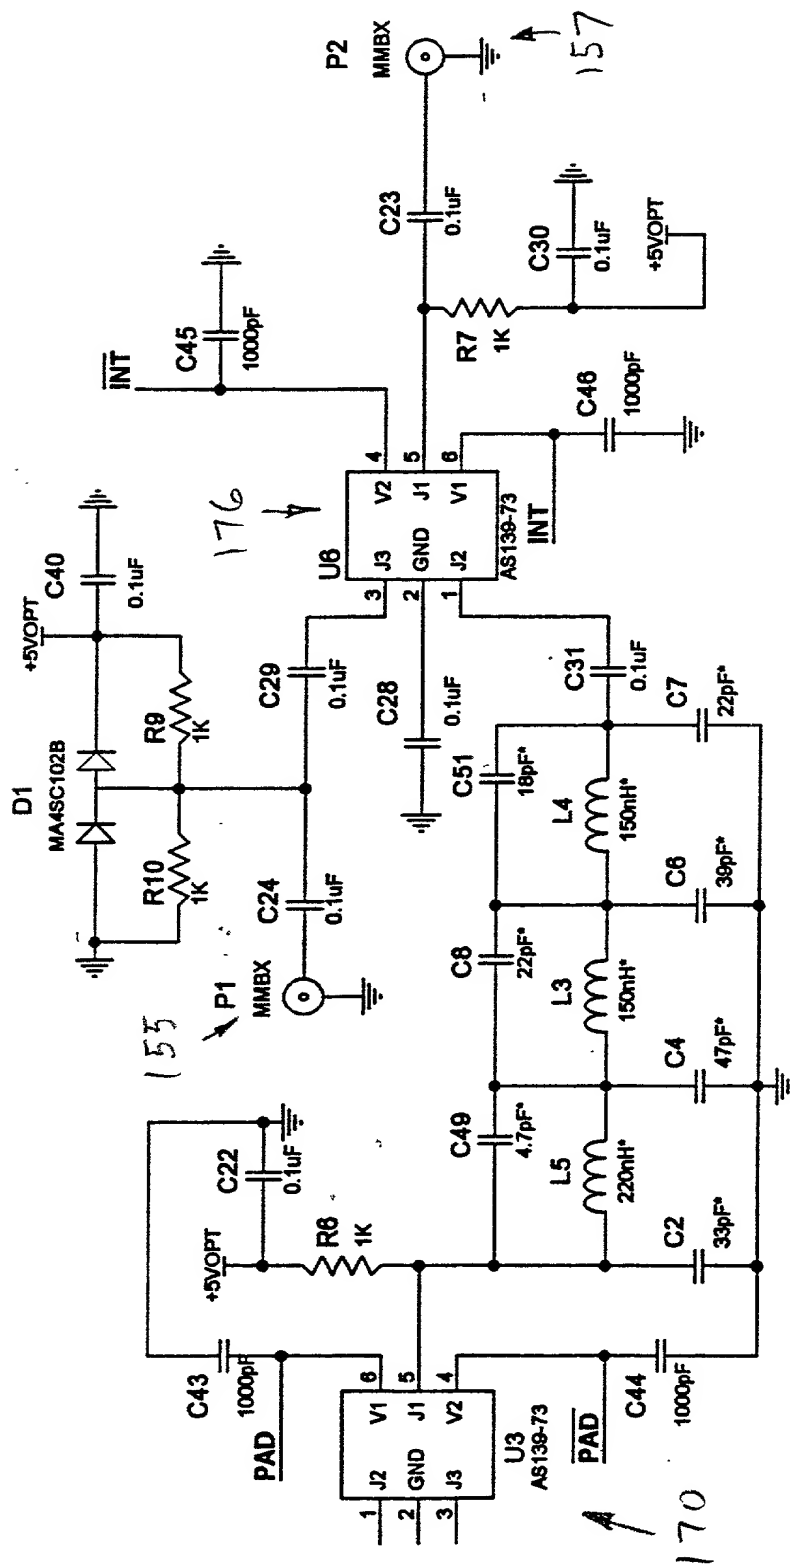 D1
MA4SC102B
+5VOPT
C40
0.1uF
R10
1K
R9
1K
155
P1
MMBX
C24
0.1uF
C29
0.1uF
176
INT
C45
1000pF
U6
J3
V2
GND
J1
J2
V1
3
2
1
4
5
6
AS139-73
INT
C46
1000pF
C28
0.1uF
C31
0.1uF
P2
MMBX
157
C23
0.1uF
R7
1K
C30
0.1uF
+5VOPT
C43
1000pF
PAD
+5VOPT
C22
0.1uF
R6
1K
J2
V1
GND
J1
J3
V2
1
2
3
6
5
4
U3
AS139-73
PAD
C44
1000pF
170
C49
4.7pF*
C8
22pF*
C51
18pF*
L5
220nH*
L3
150nH*
L4
150nH*
C2
33pF*
C4
47pF*
C6
39pF*
C7
22pF*